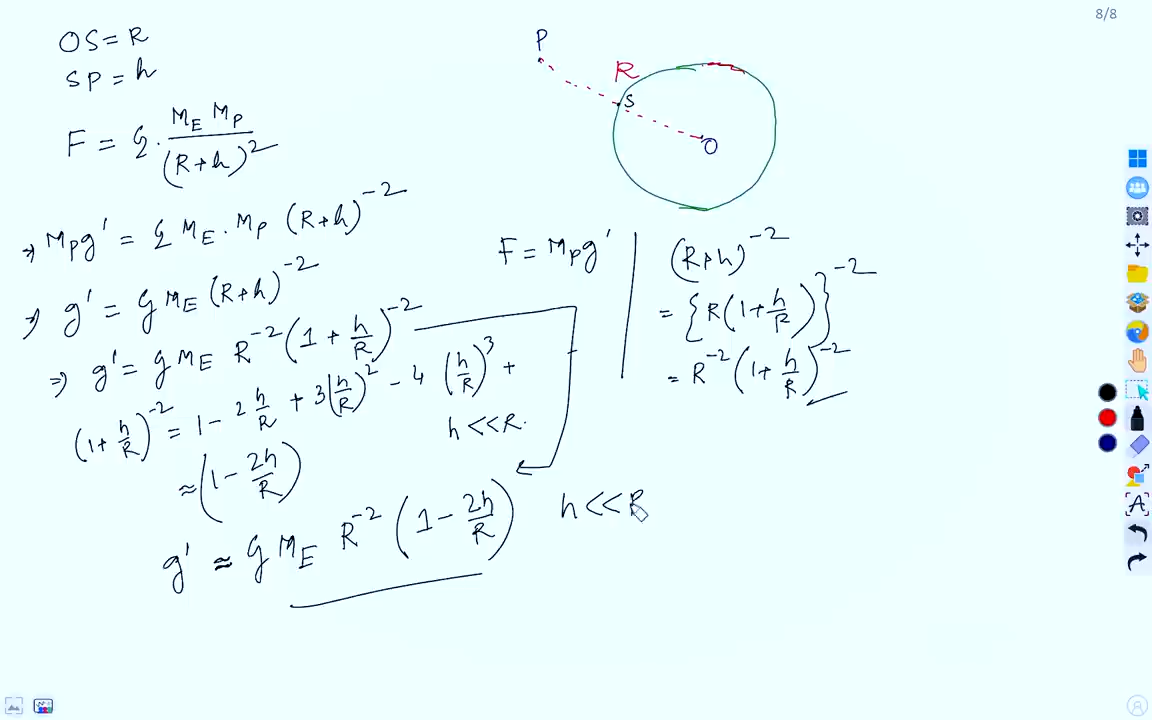 8/8
OS = R
SP = h
F = G · M_E M_P / (R+h)^2
⇒ M_P g' = G M_E · M_P (R+h)^-2
⇒ g' = G M_E (R+h)^-2
⇒ g' = G M_E R^-2 (1 + h/R)^-2
(1 + h/R)^-2 = 1 - 2 h/R + 3 (h/R)^2 - 4 (h/R)^3 +
h << R.
≈ (1 - 2h/R)
g' ≈ G M_E R^-2 (1 - 2h/R) h << R
P
R
S
O
F = M_P g'
(R+h)^-2
= {R(1 + h/R)}^-2
= R^-2 (1 + h/R)^-2
A